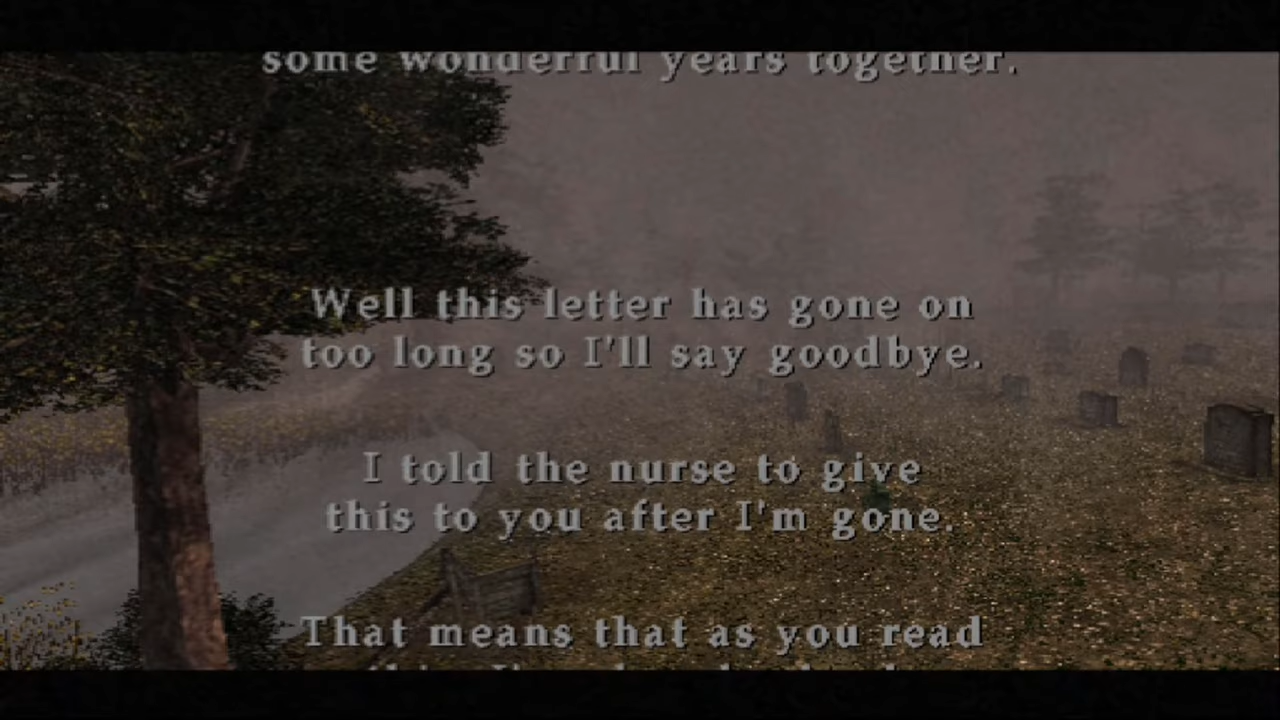 some wonderful years together.
Well this letter has gone on
too long so I'll say goodbye.
I told the nurse to give
this to you after I'm gone.
That means that as you read